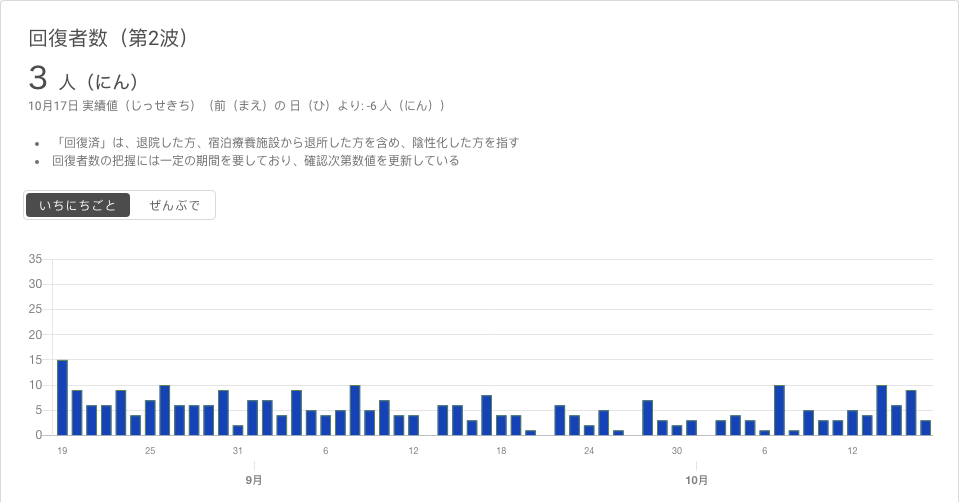 回復者数（第2波）
3 人（にん）
10月17日 実績値（じっせきち）（前（まえ）の 日（ひ）より: -6 人（にん））
• 「回復済」は、退院した方、宿泊療養施設から退所した方を含め、陰性化した方を指す
• 回復者数の把握には一定の期間を要しており、確認次第数値を更新している
いちにちごと ぜんぶで
35
30
25
20
15
10
5
0
19 25 31 6 12 18 24 30 6 12
9月 10月